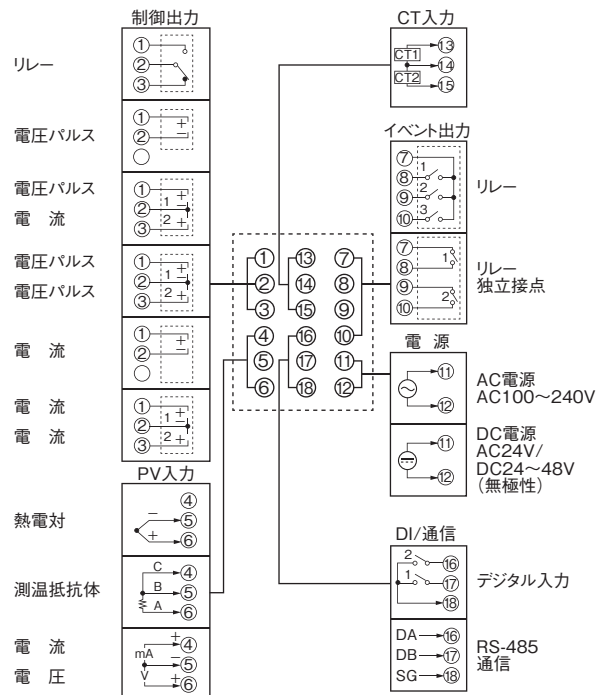 制御出力
リレー
①
②
③
電圧パルス
①
②
+
−
電圧パルス
電 流
①
②
③
1
+
−
2
+
電圧パルス
電圧パルス
①
②
③
1
+
−
2
+
電 流
①
②
+
−
電 流
電 流
①
②
③
1
+
−
2
+
PV入力
熱電対
④
− ⑤
+ ⑥
測温抵抗体
C ④
B ⑤
A ⑥
電 流
電 圧
mA
V
+ ④
− ⑤
+ ⑥
① ⑬ ⑦
② ⑭ ⑧
③ ⑮ ⑨
④ ⑯ ⑩
⑤ ⑰ ⑪
⑥ ⑱ ⑫
CT入力
CT1
CT2
⑬
⑭
⑮
イベント出力
リレー
⑦
⑧ 1
⑨ 2
⑩ 3
リレー
独立接点
⑦
⑧ 1
⑨
⑩ 2
電 源
⑪
⑫
AC電源
AC100～240V
⑪
⑫
DC電源
AC24V/
DC24～48V
(無極性)
DI/通信
2 ⑯
1 ⑰
⑱
デジタル入力
DA ⑯
DB ⑰
SG ⑱
RS-485
通信